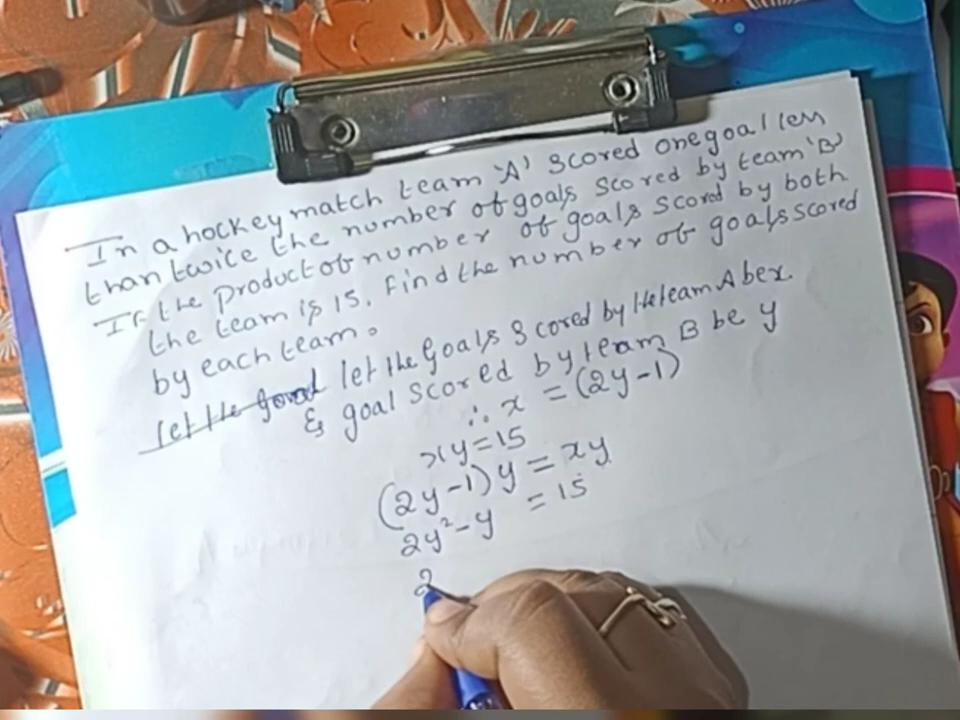 In a hockey match team 'A' scored one goal less
than twice the number of goals scored by team 'B'
If the product of number of goals scored by both
the team is 15. Find the number of goals scored
by each team.
let the goal let the Goals Scored by the team A be x.
& goal scored by team B be y
∴ x = (2y-1)
xy = 15
(2y-1)y = xy
2y²-y = 15
2